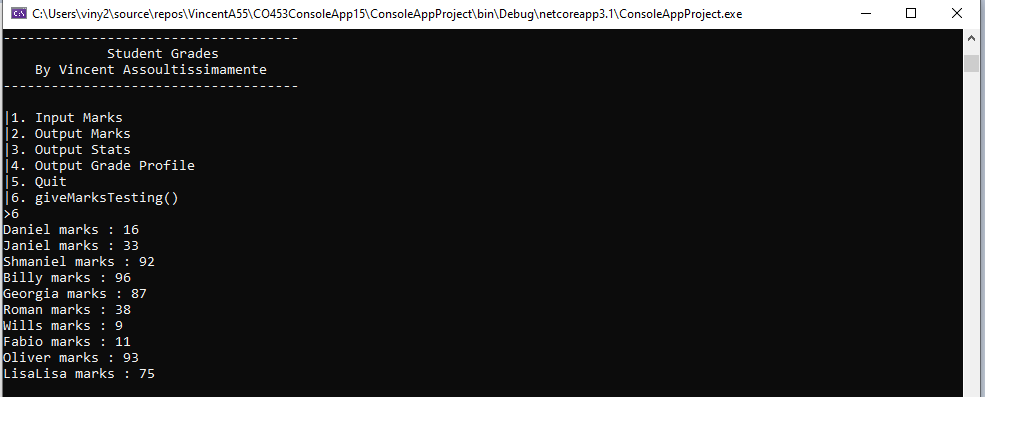 C:\Users\viny2\source\repos\VincentA55\CO453ConsoleApp15\ConsoleAppProject\bin\Debug\netcoreapp3.1\ConsoleAppProject.exe
-------------------------------------
Student Grades
By Vincent Assoultissimamente
-------------------------------------
|1. Input Marks
|2. Output Marks
|3. Output Stats
|4. Output Grade Profile
|5. Quit
|6. giveMarksTesting()
>6
Daniel marks : 16
Janiel marks : 33
Shmaniel marks : 92
Billy marks : 96
Georgia marks : 87
Roman marks : 38
Wills marks : 9
Fabio marks : 11
Oliver marks : 93
LisaLisa marks : 75